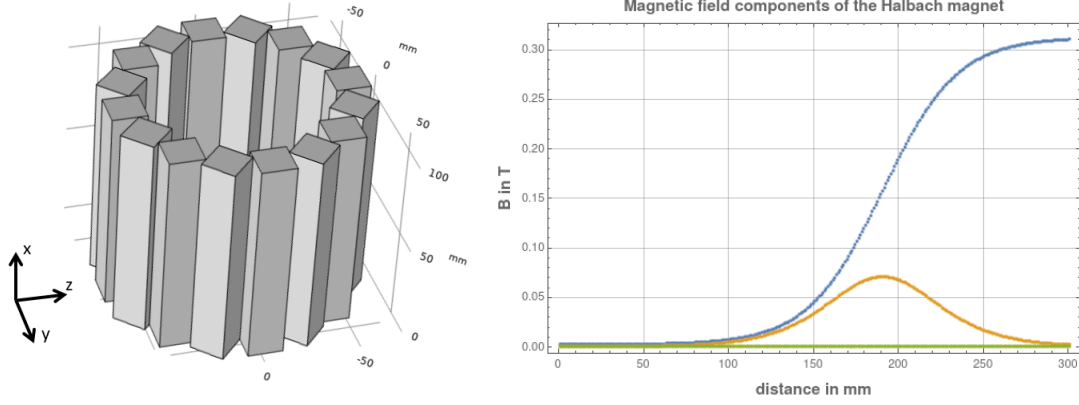 -50
mm
0
50
100
50
mm
0
-50
0
x
z
y
Magnetic field components of the Halbach magnet
B in T
0.30
0.25
0.20
0.15
0.10
0.05
0.00
0 50 100 150 200 250 300
distance in mm